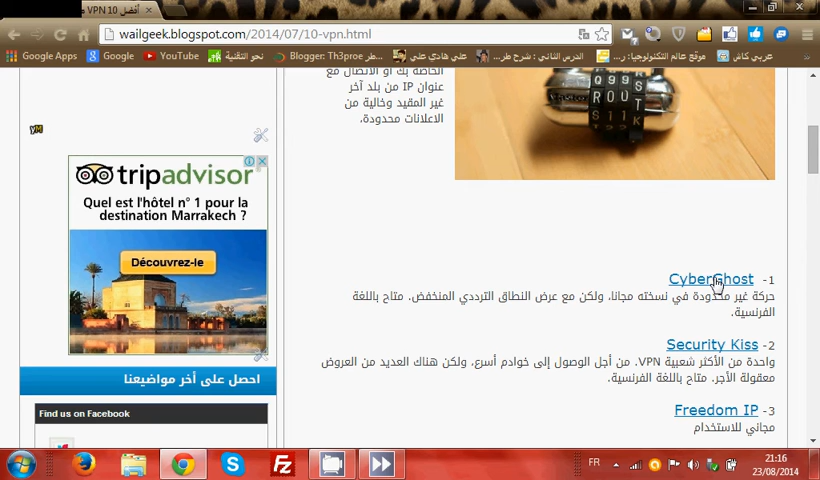 أفضل 10 VPN
wailgeek.blogspot.com/2014/07/10-vpn.html
Google Apps
Google
YouTube
نحو التقنية
Blogger: Th3proe
الدرس الثاني : شرح طر...
علي هادي علي
موقع عالم التكنولوجيا: ر...
عربي كاش
الخاصة بك أو الاتصال مع
عنوان IP من بلد آخر
غير المقيد وخالية من
الاعلانات محدودة،
yM
tripadvisor
Quel est l'hôtel n° 1 pour la
destination Marrakech ?
Découvrez-le
احصل على أخر مواضيعنا
Find us on Facebook
1- CyberGhost
حركة غير محدودة في نسخته مجانا، ولكن مع عرض النطاق الترددي المنخفض. متاح باللغة
الفرنسية.
2- Security Kiss
واحدة من الأكثر شعبية VPN. من أجل الوصول إلى خوادم أسرع، ولكن هناك العديد من العروض
معقولة الأجر. متاح باللغة الفرنسية.
3- Freedom IP
مجاني للاستخدام
FR
21:16
23/08/2014